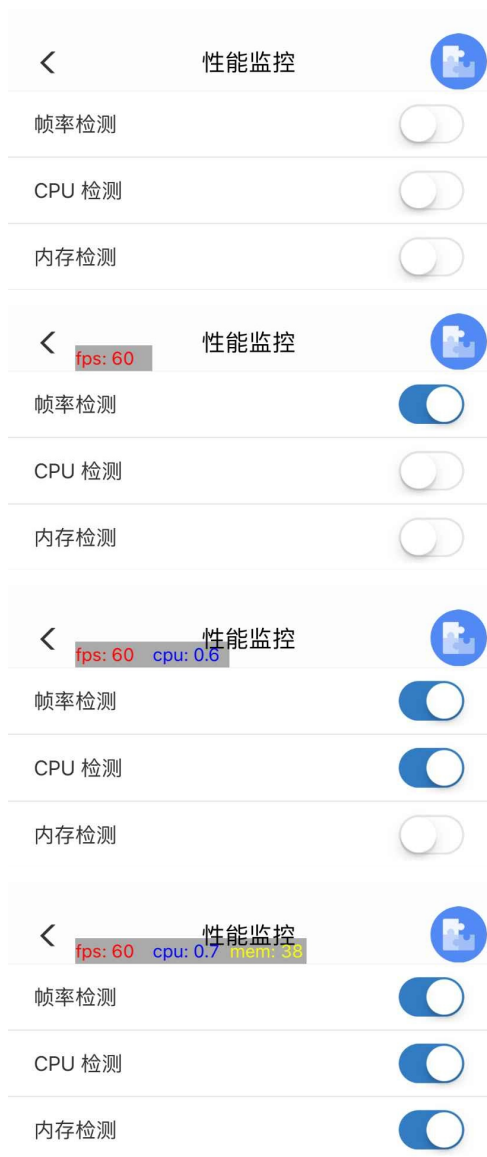 性能监控
帧率检测
CPU 检测
内存检测
性能监控
fps: 60
帧率检测
CPU 检测
内存检测
性能监控
fps: 60 cpu: 0.6
帧率检测
CPU 检测
内存检测
性能监控
fps: 60 cpu: 0.7 mem: 38
帧率检测
CPU 检测
内存检测